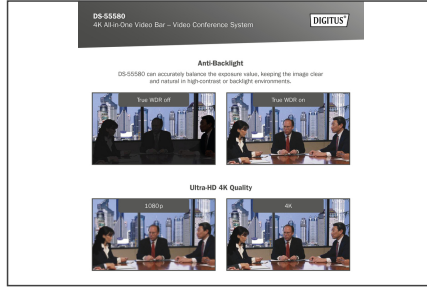 DS-55580
4K All-in-One Video Bar – Video Conference System
DIGITUS®
Anti-Backlight
DS-55580 can accurately balance the exposure value, keeping the image clear
and natural in high-contrast or backlight environments.
True WDR off
True WDR on
Ultra-HD 4K Quality
1080p
4K